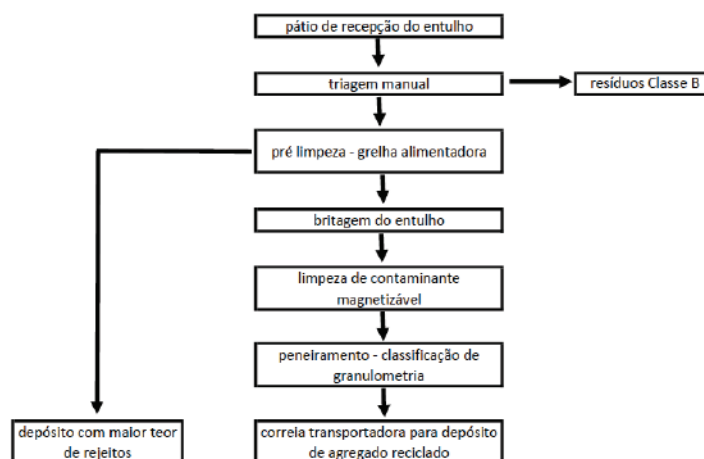 pátio de recepção do entulho
triagem manual
resíduos Classe B
pré limpeza - grelha alimentadora
britagem do entulho
limpeza de contaminante
magnetizável
peneiramento - classificação de
granulometria
depósito com maior teor
de rejeitos
correia transportadora para depósito
de agregado reciclado